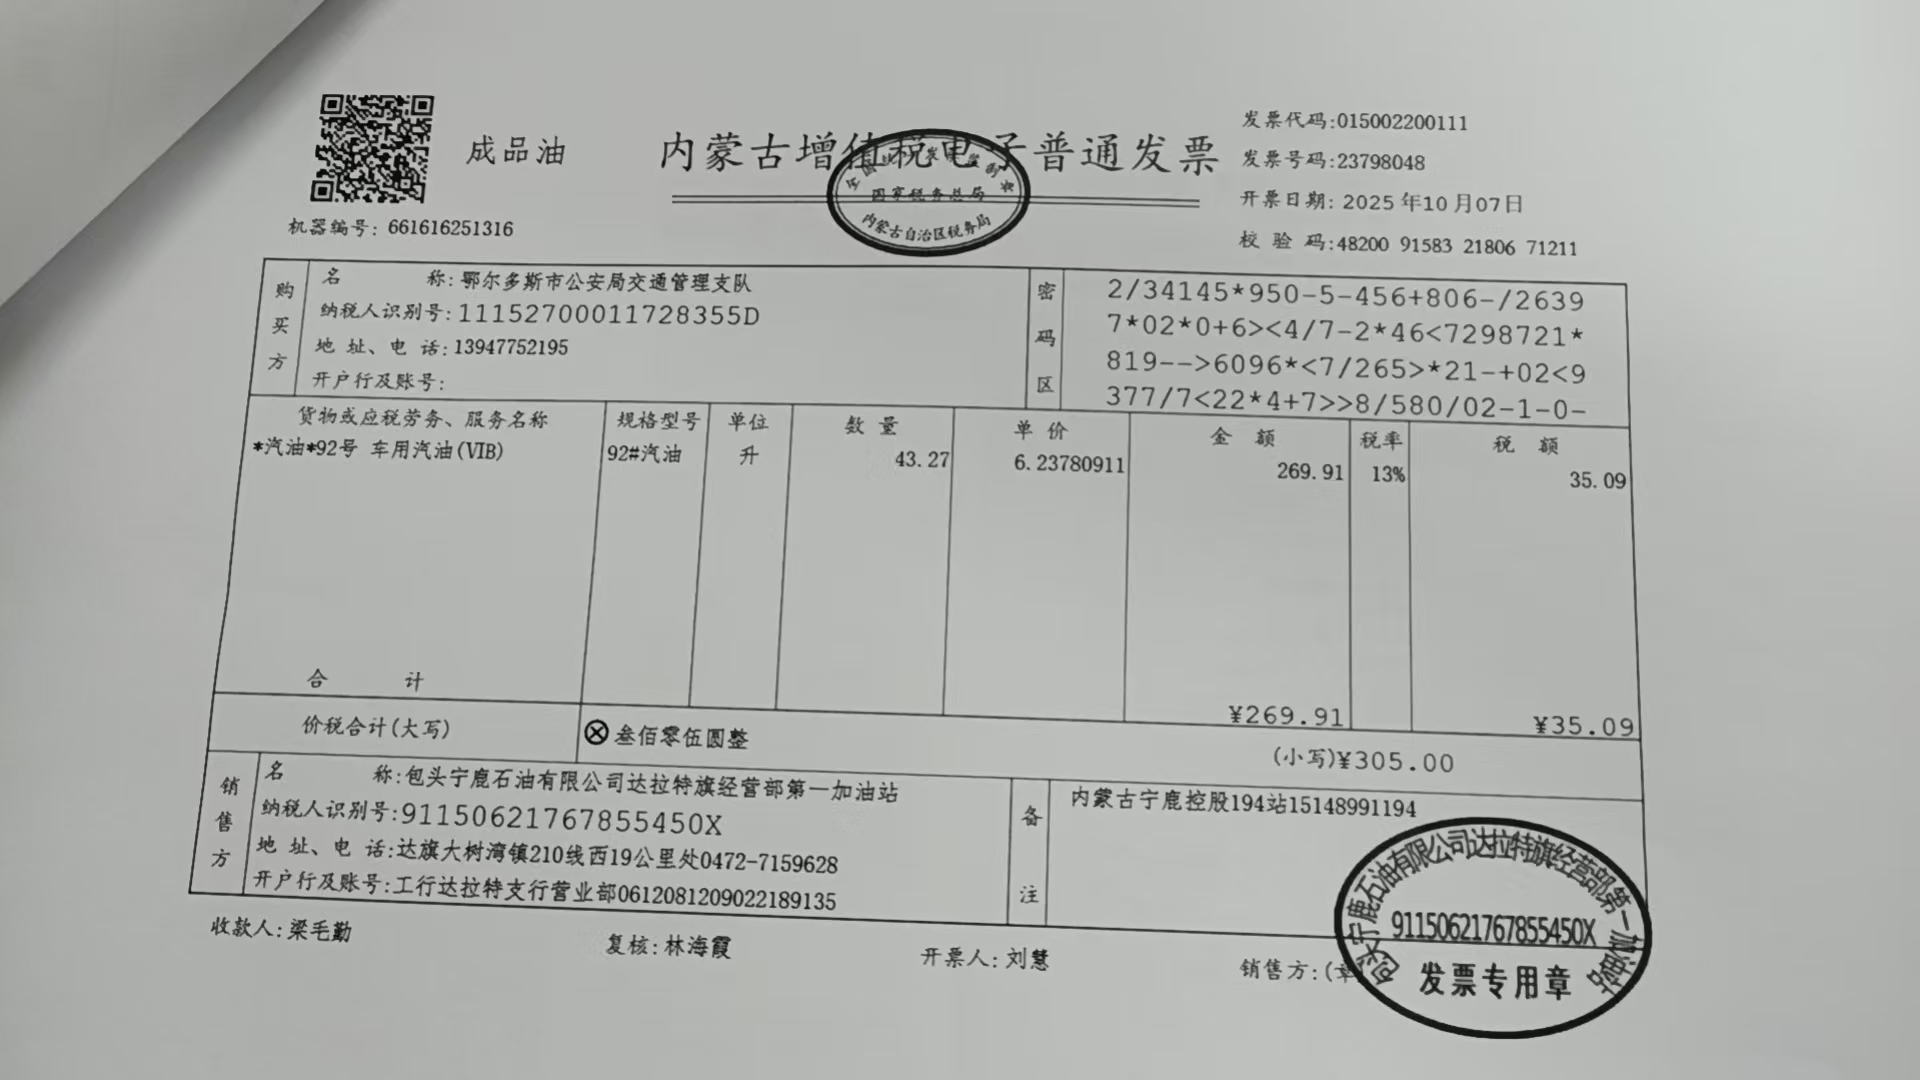 成品油
内蒙古增值税电子普通发票
国家税务总局
内蒙古自治区税务局
发票代码:015002200111
发票号码:23798048
开票日期: 2025 年10 月07日
校 验 码:48200 91583 21806 71211
机器编号: 661616251316
购买方
名 称: 鄂尔多斯市公安局交通管理支队
纳税人识别号: 11152700011728355D
地 址、电 话: 13947752195
开户行及账号:
密码区
2/34145*950-5-456+806-/2639
7*02*0+6><4/7-2*46<7298721*
819-->6096*<7/265>*21-+02<9
377/7<22*4+7>>8/580/02-1-0-
货物或应税劳务、服务名称 规格型号 单位 数 量 单 价 金 额 税率 税 额
*汽油*92号 车用汽油(VIB) 92#汽油 升 43.27 6.23780911 269.91 13% 35.09
合 计 ¥269.91 ¥35.09
价税合计(大写) ⊗叁佰零伍圆整 (小写)¥305.00
销售方
名 称: 包头宁鹿石油有限公司达拉特旗经营部第一加油站
纳税人识别号: 91150621767855450X
地 址、电 话: 达旗大树湾镇210线西19公里处0472-7159628
开户行及账号: 工行达拉特支行营业部0612081209022189135
备注
内蒙古宁鹿控股194站15148991194
收款人: 梁毛勤 复核: 林海霞 开票人: 刘慧 销售方: (章)
包头宁鹿石油有限公司达拉特旗经营部第一加油站
91150621767855450X
发票专用章